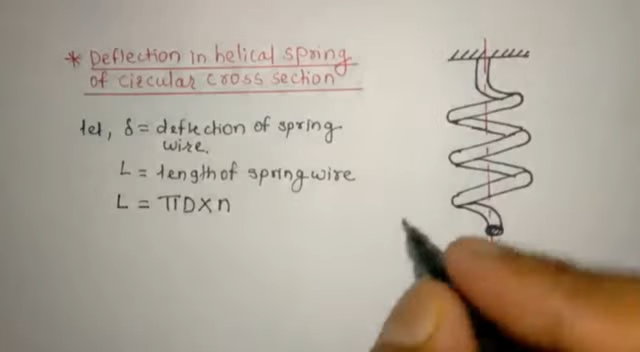 * Deflection in helical spring
of circular cross section
let, δ = deflection of spring
wire.
L = length of spring wire
L = πD×n